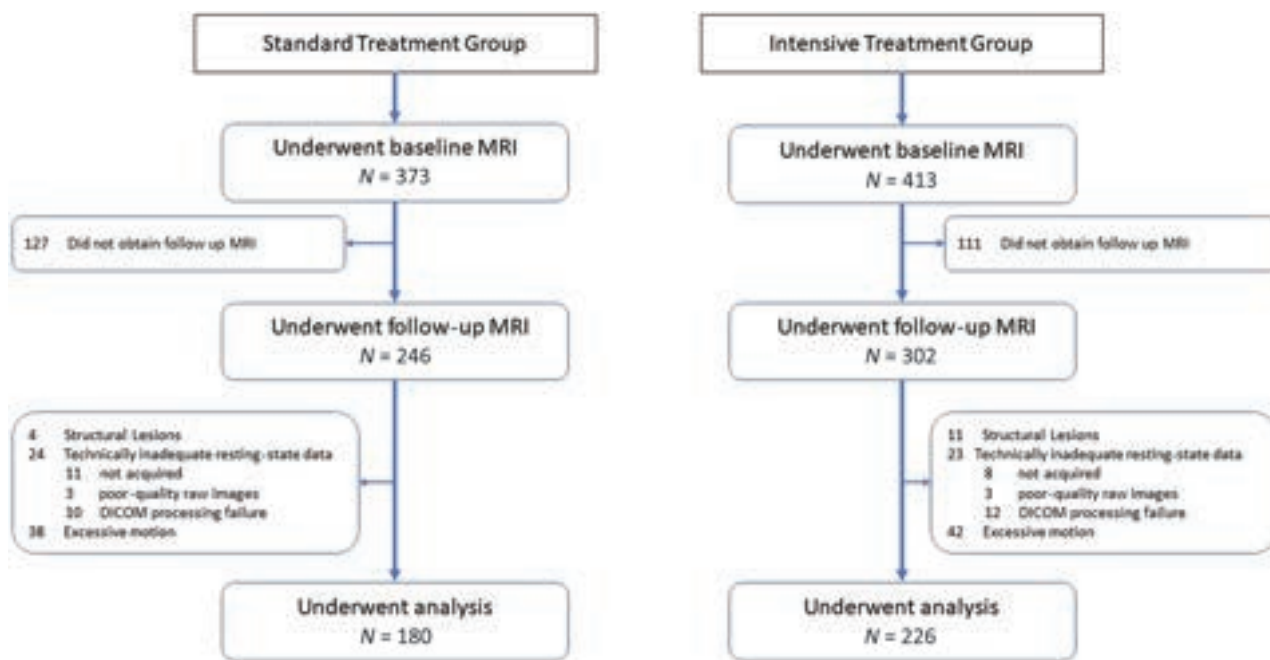 Standard Treatment Group
Underwent baseline MRI
N = 373
127 Did not obtain follow up MRI
Underwent follow-up MRI
N = 246
4 Structural Lesions
24 Technically inadequate resting-state data
11 not acquired
3 poor-quality raw images
10 DICOM processing failure
38 Excessive motion
Underwent analysis
N = 180
Intensive Treatment Group
Underwent baseline MRI
N = 413
111 Did not obtain follow up MRI
Underwent follow-up MRI
N = 302
11 Structural Lesions
23 Technically inadequate resting-state data
8 not acquired
3 poor-quality raw images
12 DICOM processing failure
42 Excessive motion
Underwent analysis
N = 226